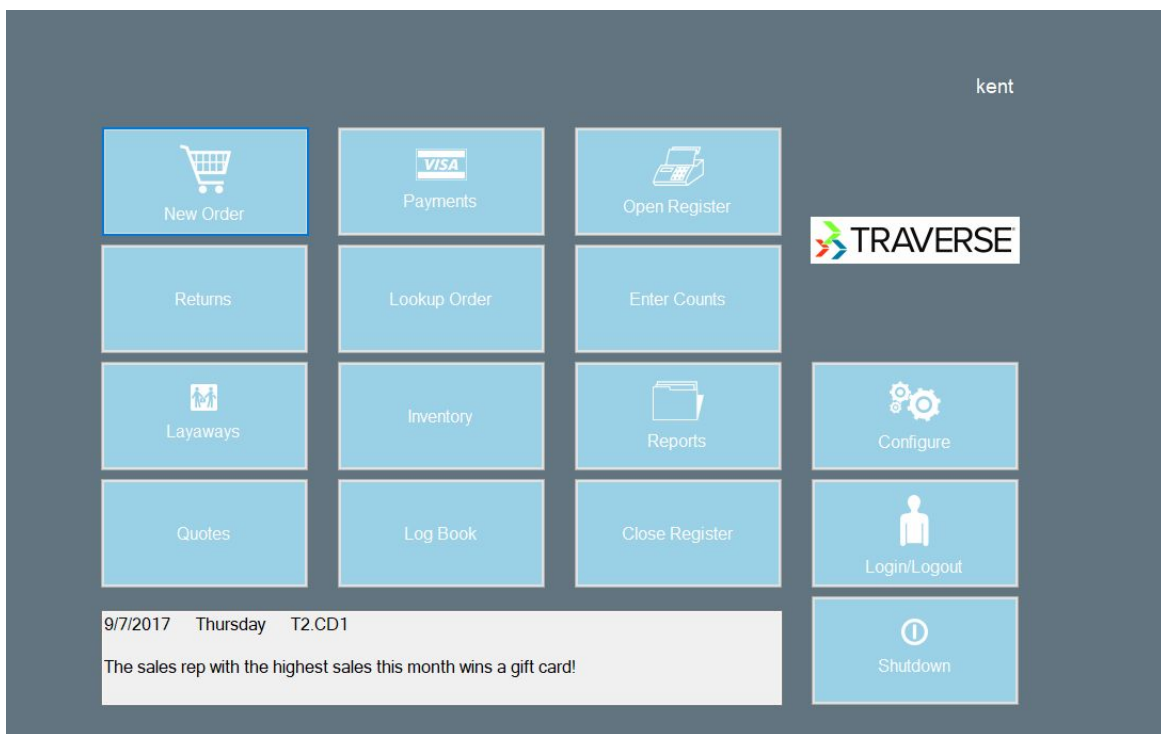 kent
New Order
VISA
Payments
Open Register
TRAVERSE
Returns
Lookup Order
Enter Counts
Layaways
Inventory
Reports
Configure
Quotes
Log Book
Close Register
Login/Logout
9/7/2017 Thursday T2.CD1
The sales rep with the highest sales this month wins a gift card!
Shutdown